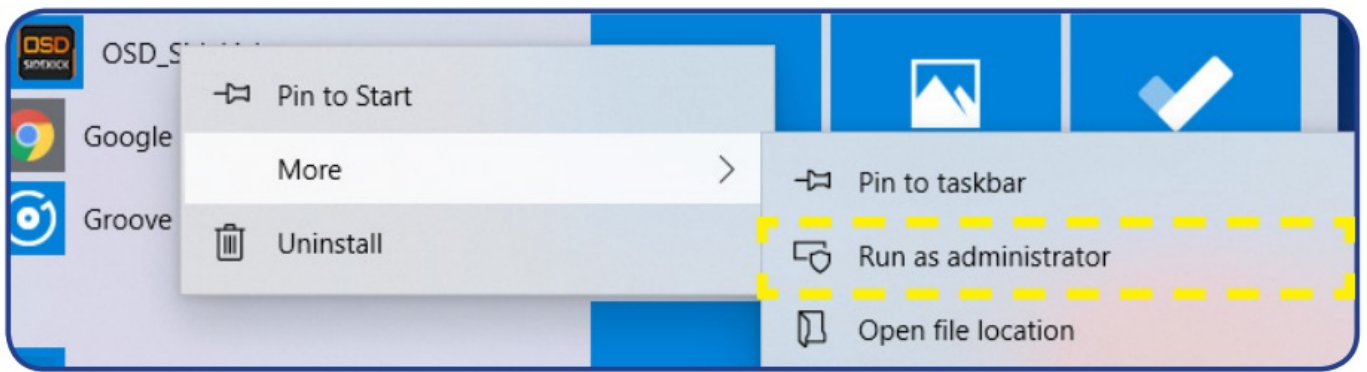 OSD
SIDEKICK
OSD_S
Pin to Start
Google
More
Pin to taskbar
Groove
Uninstall
Run as administrator
Open file location